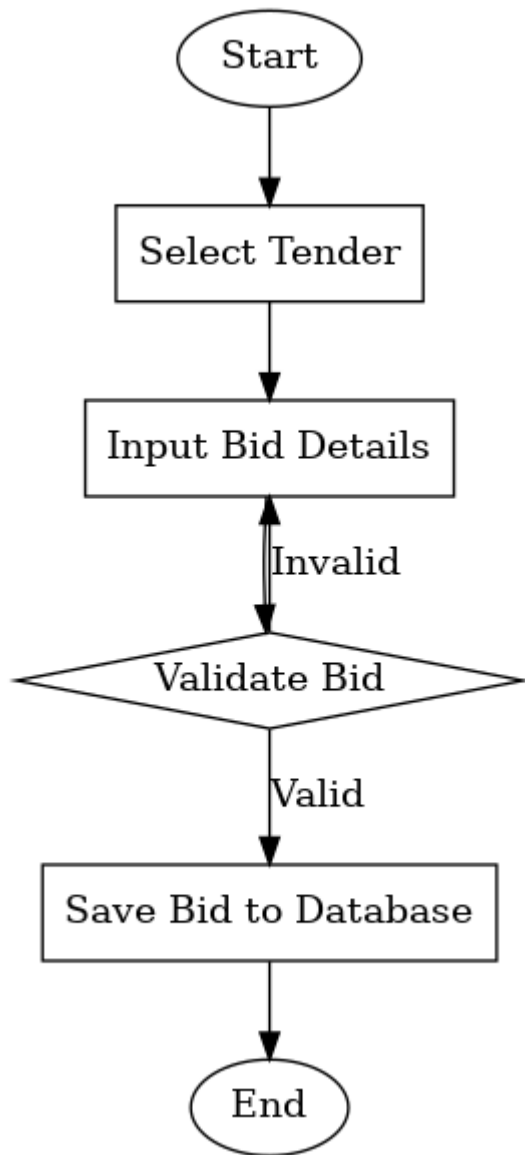 Start
Select Tender
Input Bid Details
Invalid
Validate Bid
Valid
Save Bid to Database
End